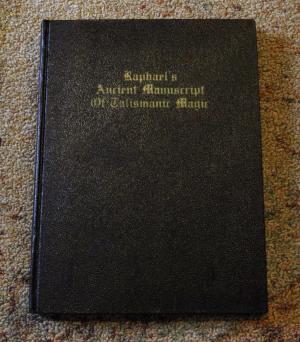 Raphael's
Ancient Manuscript
Of Talismanic Magic